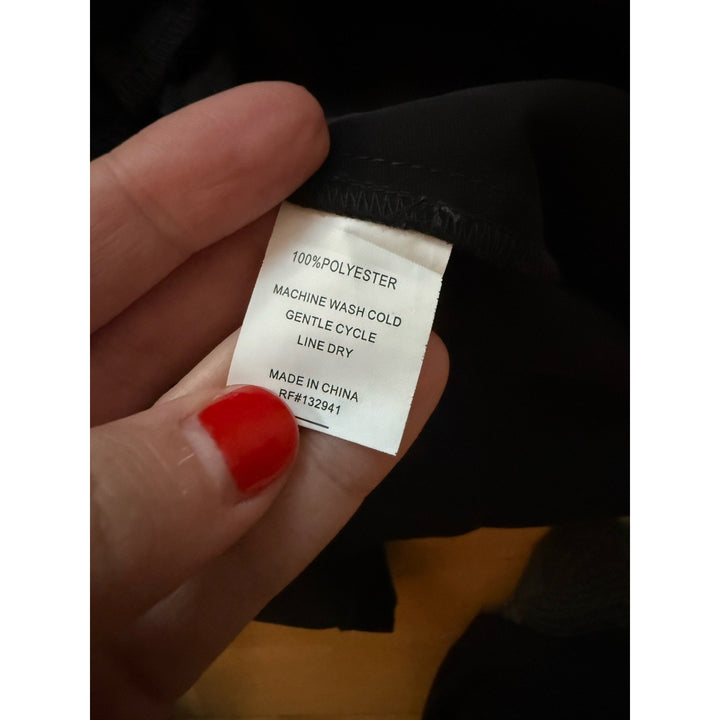 100%POLYESTER
MACHINE WASH COLD
GENTLE CYCLE
LINE DRY
MADE IN CHINA
RF#132941